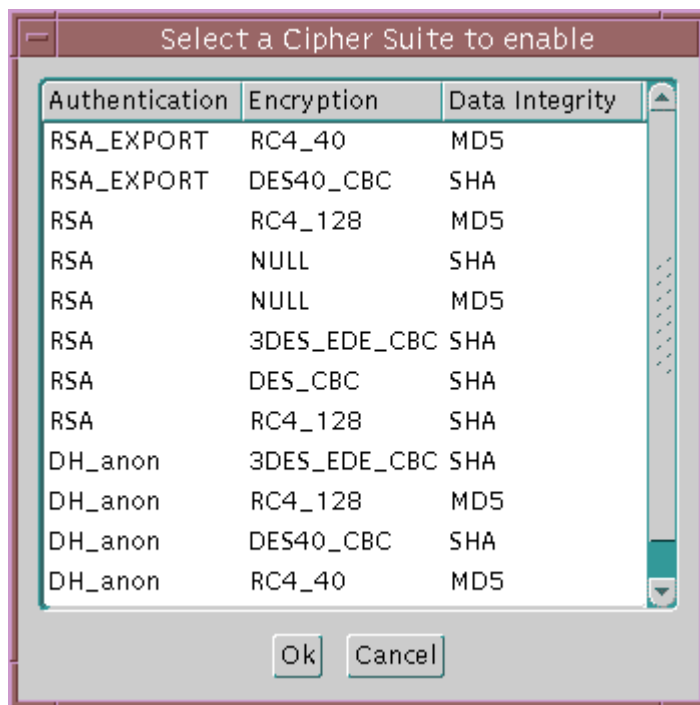 Select a Cipher Suite to enable
Authentication Encryption Data Integrity
RSA_EXPORT RC4_40 MD5
RSA_EXPORT DES40_CBC SHA
RSA RC4_128 MD5
RSA NULL SHA
RSA NULL MD5
RSA 3DES_EDE_CBC SHA
RSA DES_CBC SHA
RSA RC4_128 SHA
DH_anon 3DES_EDE_CBC SHA
DH_anon RC4_128 MD5
DH_anon DES40_CBC SHA
DH_anon RC4_40 MD5
Ok Cancel